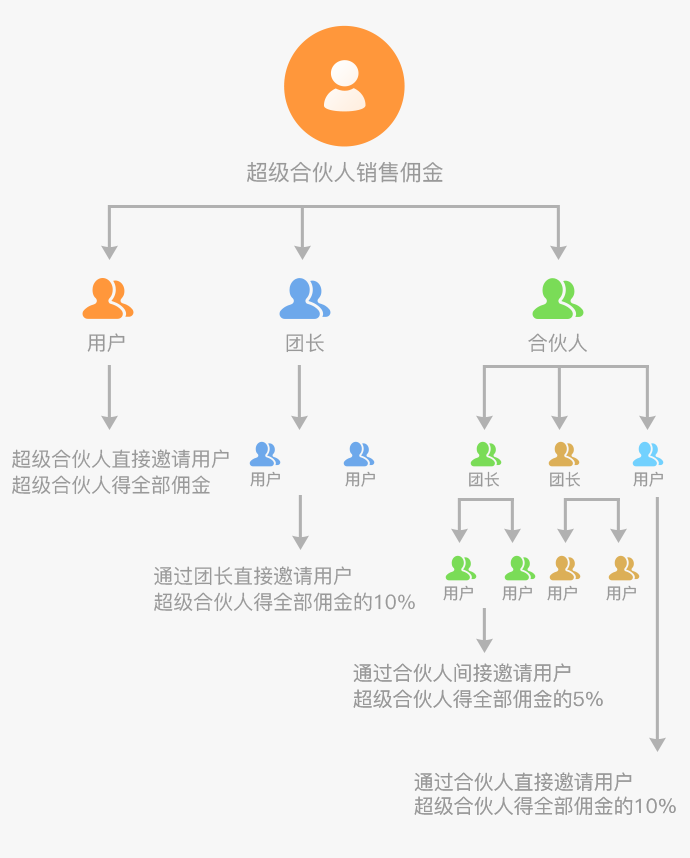 超级合伙人销售佣金
用户
团长
合伙人
超级合伙人直接邀请用户
超级合伙人得全部佣金
用户
用户
团长
团长
用户
通过团长直接邀请用户
超级合伙人得全部佣金的10%
用户
用户
用户
用户
通过合伙人间接邀请用户
超级合伙人得全部佣金的5%
通过合伙人直接邀请用户
超级合伙人得全部佣金的10%